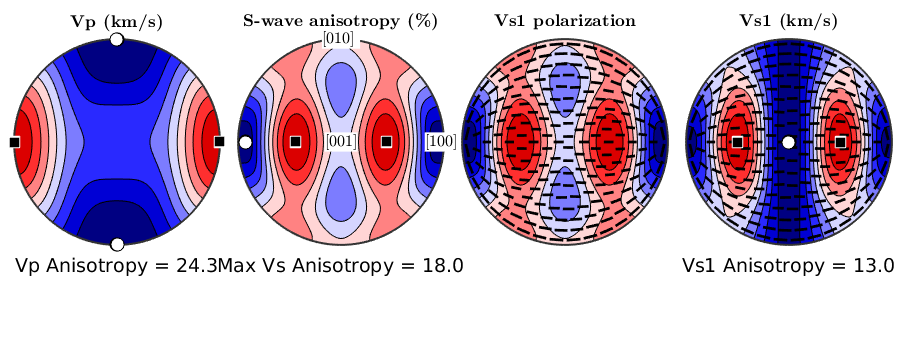 Vp (km/s)
S-wave anisotropy (%)
Vs1 polarization
Vs1 (km/s)
[010]
[001]
[100]
Vp Anisotropy = 24.3
Max Vs Anisotropy = 18.0
Vs1 Anisotropy = 13.0